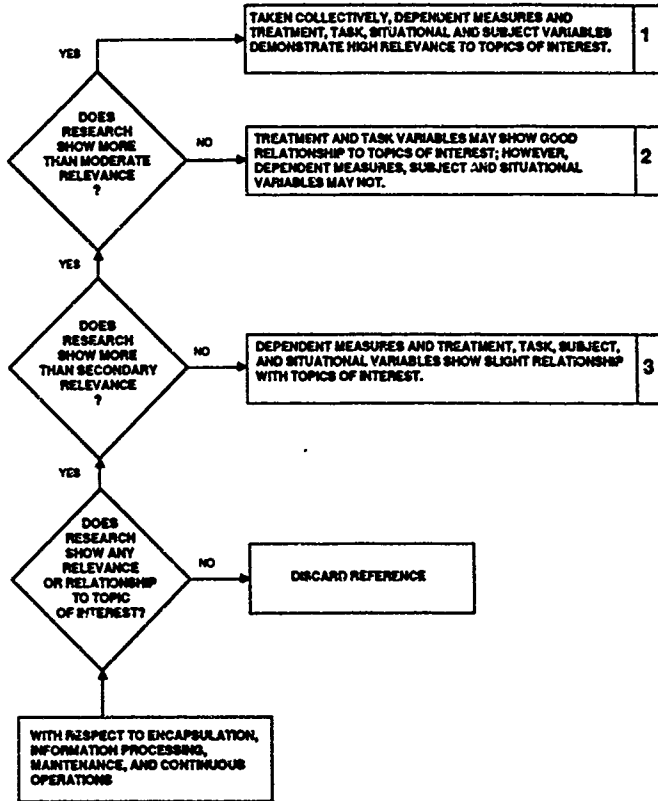 YES
TAKEN COLLECTIVELY, DEPENDENT MEASURES AND
TREATMENT, TASK, SITUATIONAL AND SUBJECT VARIABLES
DEMONSTRATE HIGH RELEVANCE TO TOPICS OF INTEREST.
1
DOES
RESEARCH
SHOW MORE
THAN MODERATE
RELEVANCE
?
NO
TREATMENT AND TASK VARIABLES MAY SHOW GOOD
RELATIONSHIP TO TOPICS OF INTEREST; HOWEVER,
DEPENDENT MEASURES, SUBJECT AND SITUATIONAL
VARIABLES MAY NOT.
2
YES
DOES
RESEARCH
SHOW MORE
THAN SECONDARY
RELEVANCE
?
NO
DEPENDENT MEASURES AND TREATMENT, TASK, SUBJECT,
AND SITUATIONAL VARIABLES SHOW SLIGHT RELATIONSHIP
WITH TOPICS OF INTEREST.
3
YES
DOES
RESEARCH
SHOW ANY
RELEVANCE
OR RELATIONSHIP
TO TOPIC
OF INTEREST?
NO
DISCARD REFERENCE
WITH RESPECT TO ENCAPSULATION,
INFORMATION PROCESSING,
MAINTENANCE, AND CONTINUOUS
OPERATIONS